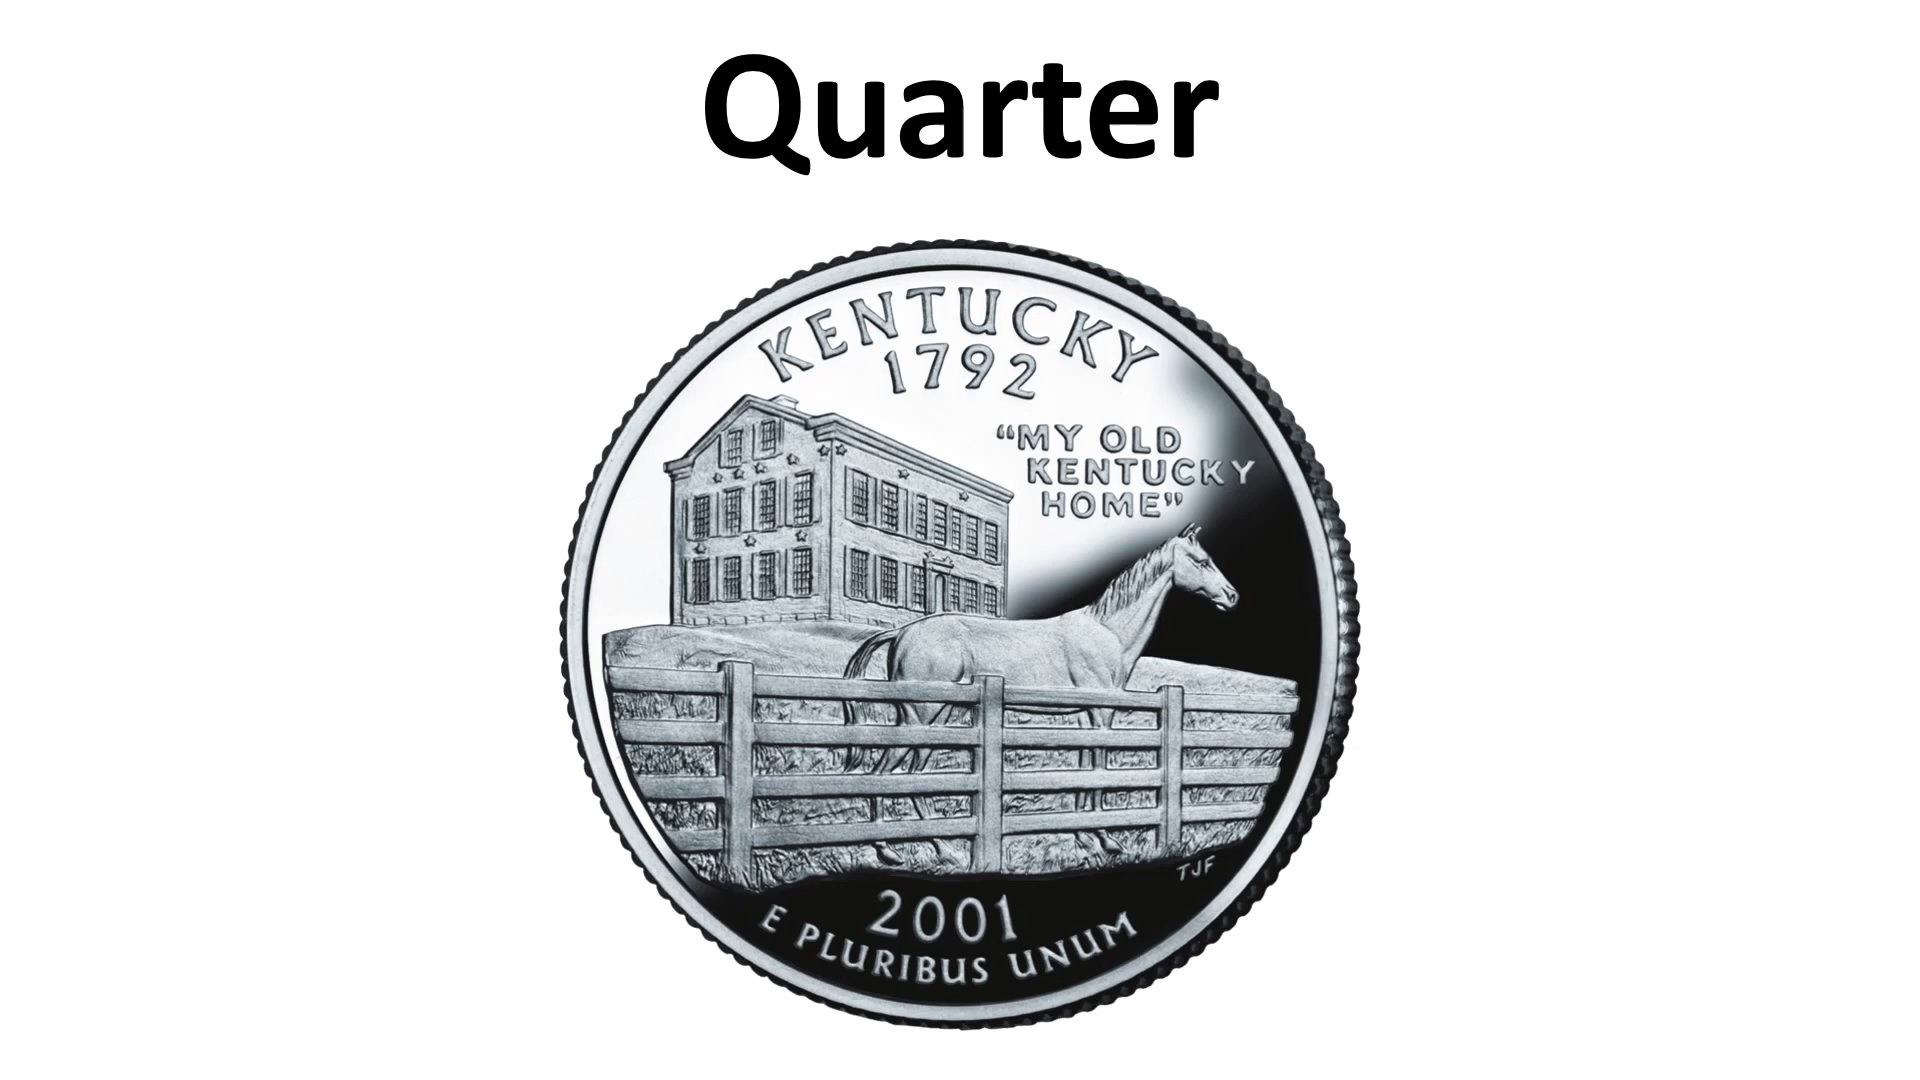 Quarter
KENTUCKY
1792
“MY OLD
KENTUCKY
HOME”
TJF
2001
E PLURIBUS UNUM